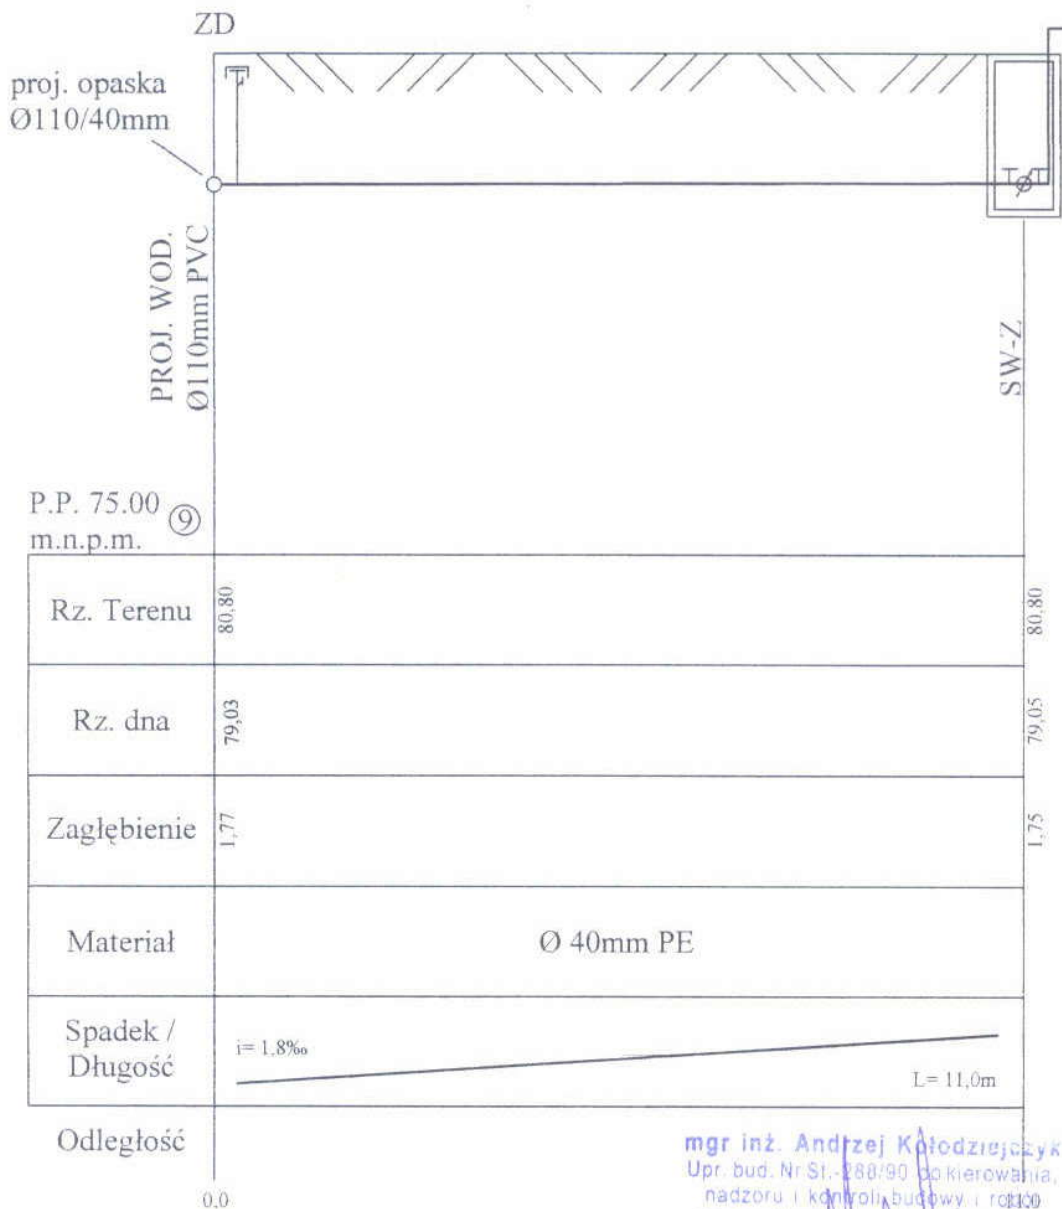 ZD
proj. opaska
Ø110/40mm
PROJ. WOD.
Ø110mm PVC
SW-Z
P.P. 75.00
m.n.p.m.
9
Rz. Terenu
80,80
80,80
Rz. dna
79,03
79,05
Zagłębienie
1,77
1,75
Materiał
Ø 40mm PE
Spadek /
Długość
i= 1.8‰
L= 11,0m
Odległość
0,0
11,0
mgr inż. Andrzej Kołodziejczyk
Upr. bud. Nr St.-288/90 do kierowania,
nadzoru i kontroli budowy i robót